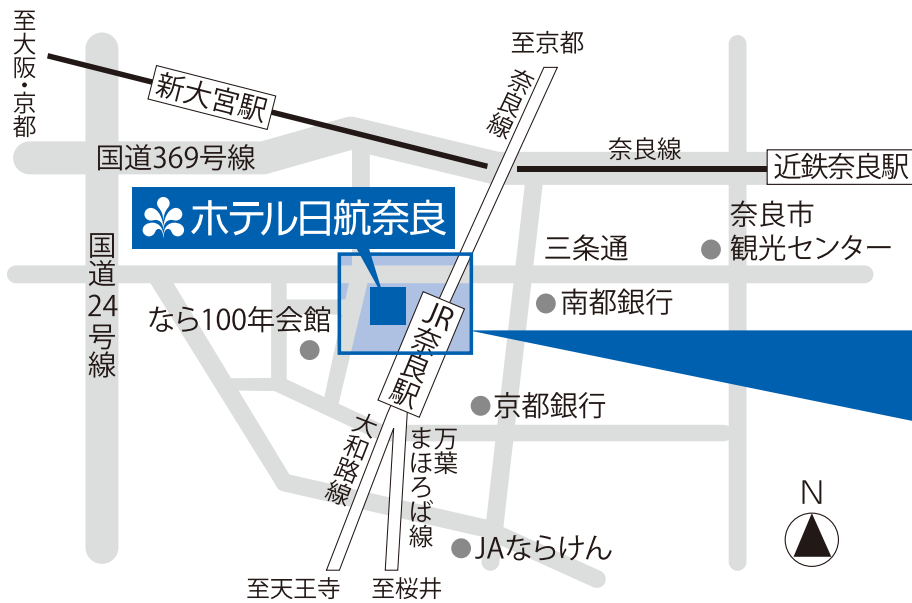 至大阪・京都
至京都
新大宮駅
奈良線
国道369号線
奈良線
近鉄奈良駅
ホテル日航奈良
奈良市
観光センター
三条通
国道24号線
なら100年会館
南都銀行
JR奈良駅
京都銀行
大和路線
万葉
まほろば線
JAならけん
N
至天王寺
至桜井